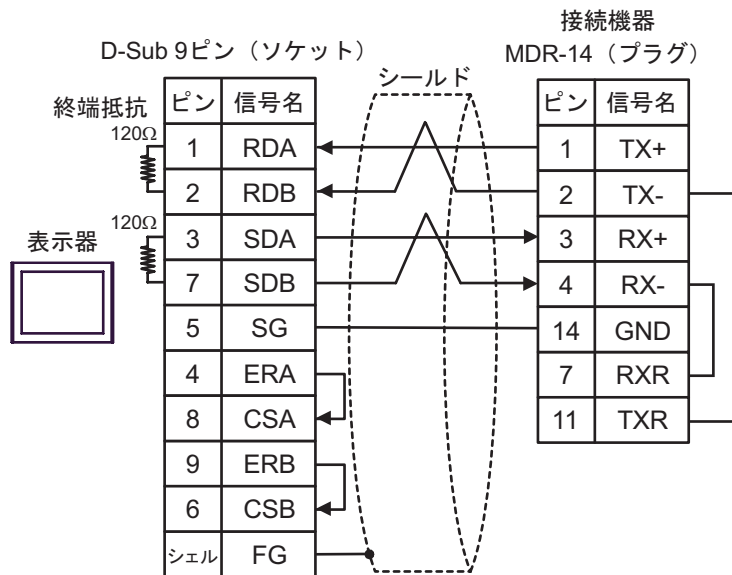 接続機器
D-Sub 9ピン（ソケット）
MDR-14（プラグ）
シールド
終端抵抗
120Ω
120Ω
表示器
ピン 信号名
1 RDA
2 RDB
3 SDA
7 SDB
5 SG
4 ERA
8 CSA
9 ERB
6 CSB
シェル FG
ピン 信号名
1 TX+
2 TX-
3 RX+
4 RX-
14 GND
7 RXR
11 TXR